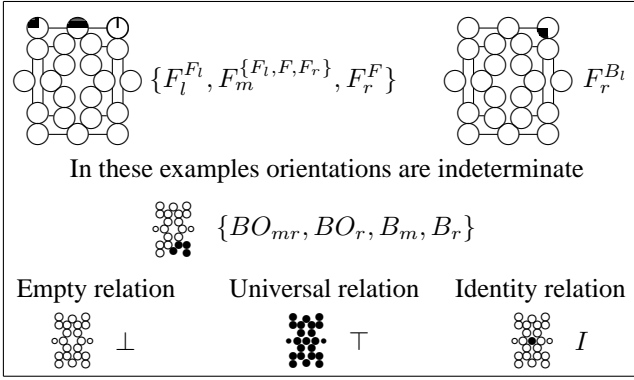 {F_l^{F_l}, F_m^{{F_l,F,F_r}}, F_r^F} F_r^{B_l}
In these examples orientations are indeterminate
{BO_{mr}, BO_r, B_m, B_r}
Empty relation Universal relation Identity relation
⊥ ⊤ I